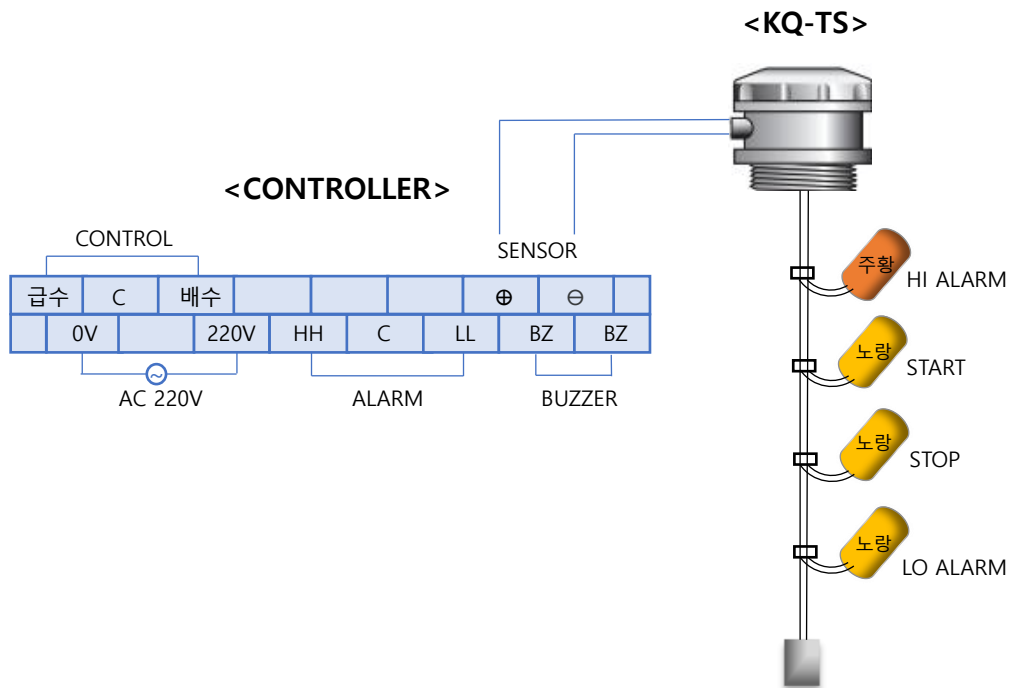 <KQ-TS>
<CONTROLLER>
CONTROL
SENSOR
급수 C 배수 ⊕ ⊖
0V 220V HH C LL BZ BZ
~
AC 220V ALARM BUZZER
주황 HI ALARM
노랑 START
노랑 STOP
노랑 LO ALARM